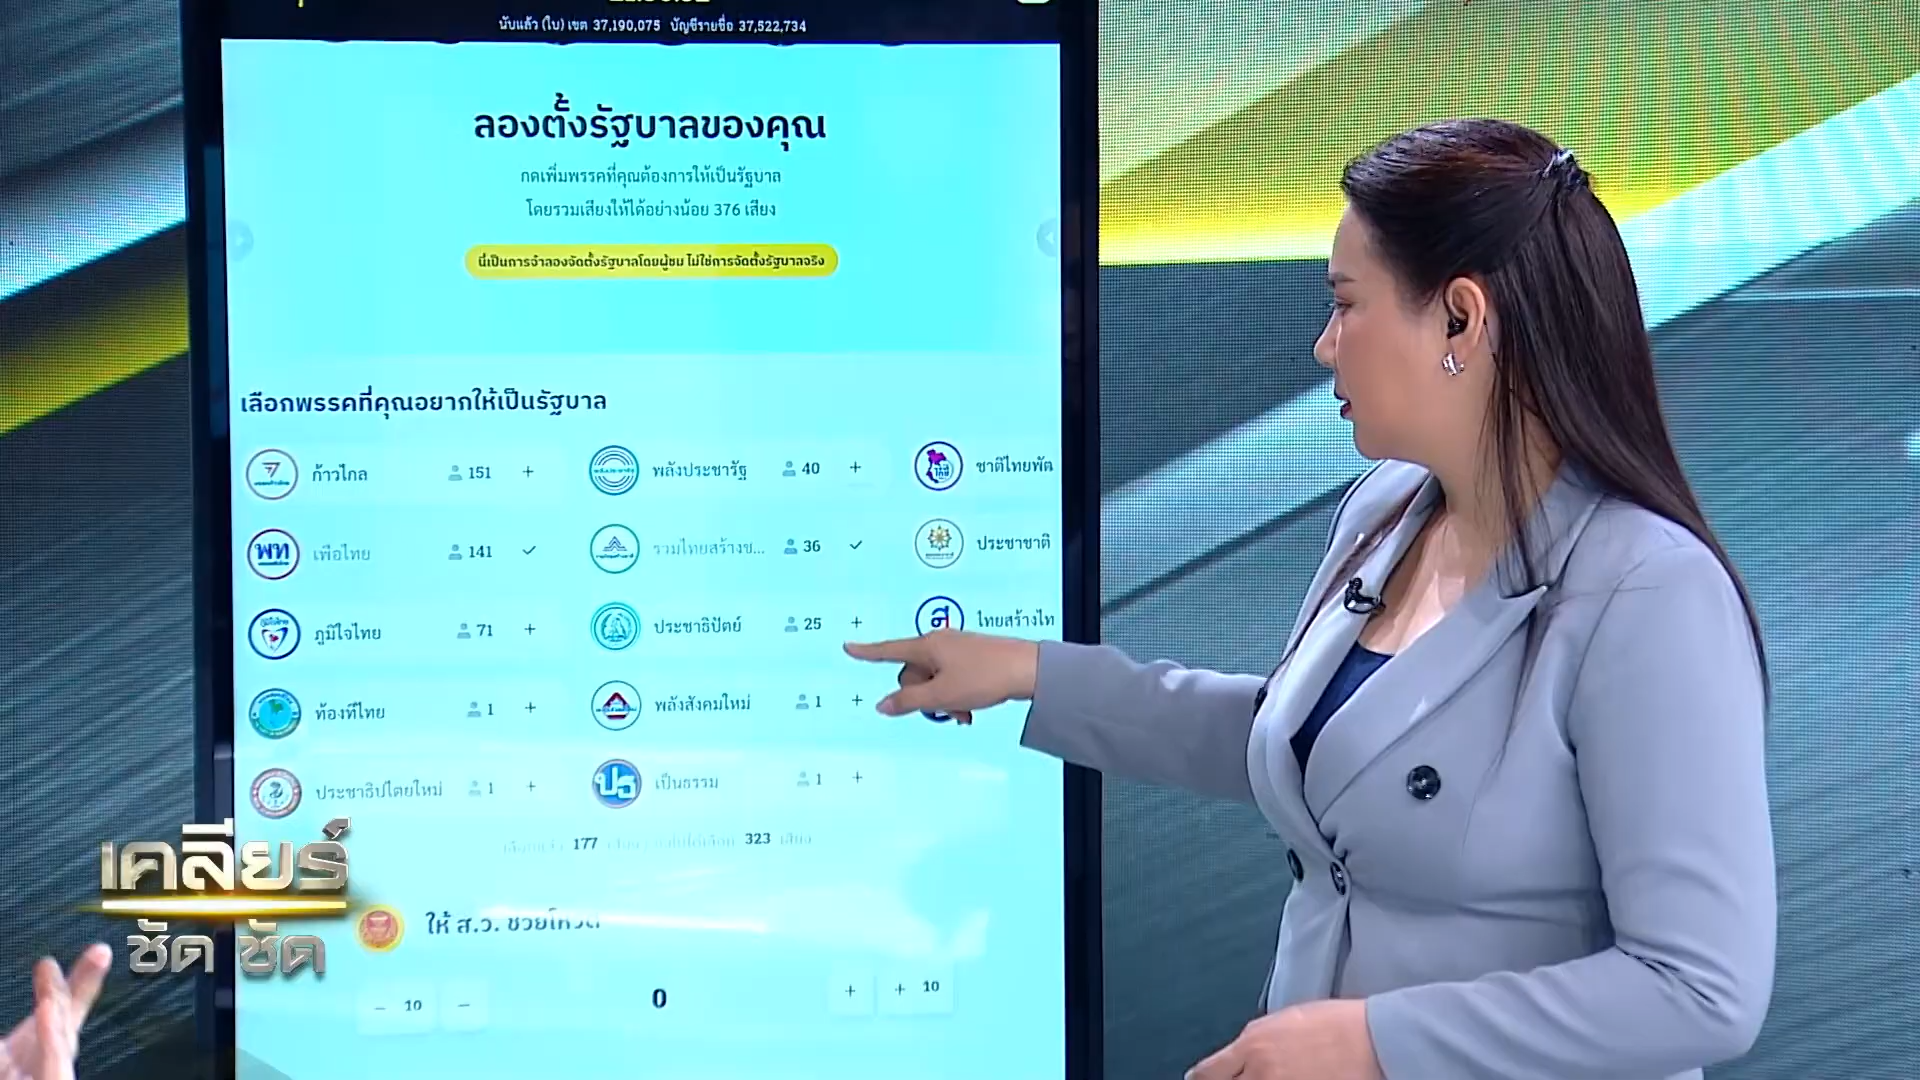 นับแล้ว (ใบ) เขต 37,190,075 บัญชีรายชื่อ 37,522,734
ลองตั้งรัฐบาลของคุณ
กดเพิ่มพรรคที่คุณต้องการให้เป็นรัฐบาล
โดยรวมเสียงให้ได้อย่างน้อย 376 เสียง
นี่เป็นการจำลองจัดตั้งรัฐบาลโดยผู้ชม ไม่ใช่การจัดตั้งรัฐบาลจริง
เลือกพรรคที่คุณอยากให้เป็นรัฐบาล
ก้าวไกล 151 +
พลังประชารัฐ 40 +
ชาติไทยพัต
พท เพื่อไทย 141
รวมไทยสร้างช... 36
ประชาชาติ
ภูมิใจไทย 71 +
ประชาธิปัตย์ 25 +
ไทยสร้างไท
ท้องที่ไทย 1 +
พลังสังคมใหม่ 1 +
ประชาธิปไตยใหม่ 1 +
ปธ เป็นธรรม 1 +
177 323 เสียง
ให้ ส.ว. ช่วยโหวต
− 10 − 0 + + 10
เคลียร์
ชัด ชัด